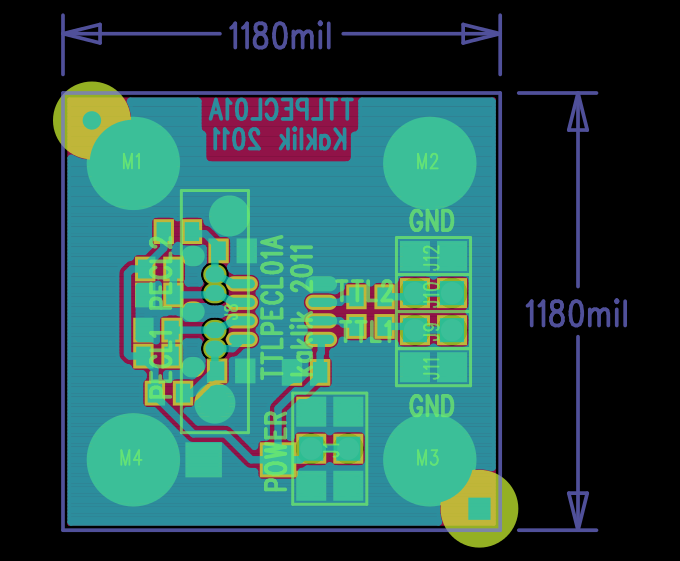 1180mil
TTLPECL01A
Kaklik 2011
M1
M2
GND
J12
PECL2
TTLPECL01A
kaklik 2011
TTL2
J10
1180mil
PECL1
TTL1
J9
J11
GND
POWER
J1
M4
M3